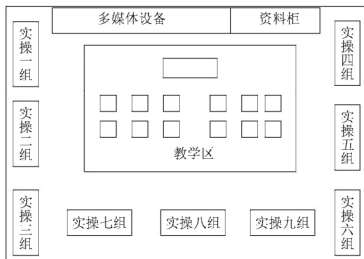 多媒体设备
资料柜
实操一组
实操四组
实操二组
实操五组
教学区
实操三组
实操七组
实操八组
实操九组
实操六组